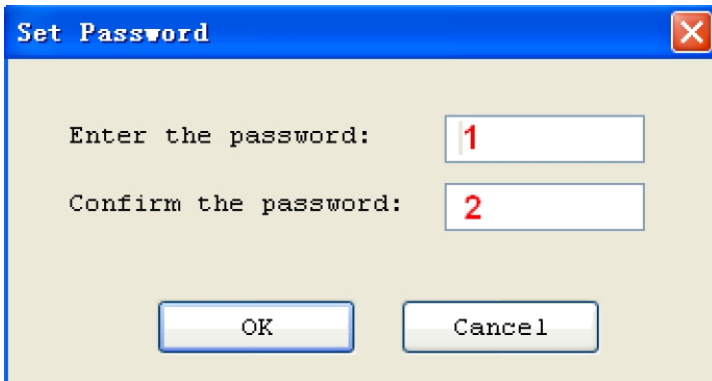 Set Password
Enter the password: 1
Confirm the password: 2
OK Cancel